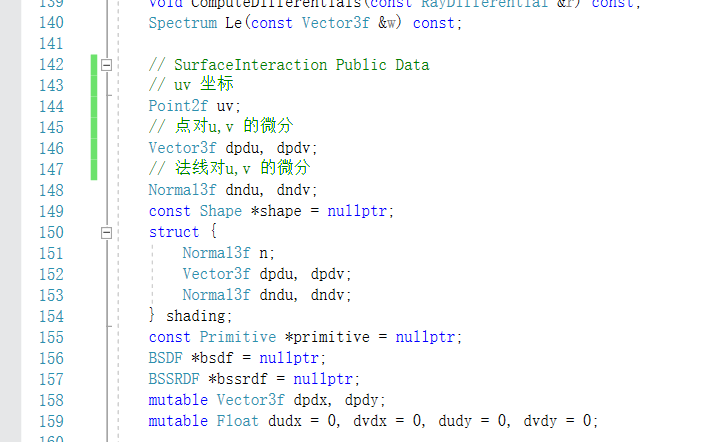 139 void ComputeDifferentials(const RayDifferential &r) const;
140 Spectrum Le(const Vector3f &w) const;
141
142 // SurfaceInteraction Public Data
143 // uv 坐标
144 Point2f uv;
145 // 点对u,v 的微分
146 Vector3f dpdu, dpdv;
147 // 法线对u,v 的微分
148 Normal3f dndu, dndv;
149 const Shape *shape = nullptr;
150 struct {
151 Normal3f n;
152 Vector3f dpdu, dpdv;
153 Normal3f dndu, dndv;
154 } shading;
155 const Primitive *primitive = nullptr;
156 BSDF *bsdf = nullptr;
157 BSSRDF *bssrdf = nullptr;
158 mutable Vector3f dpdx, dpdy;
159 mutable Float dudx = 0, dvdx = 0, dudy = 0, dvdy = 0;
160